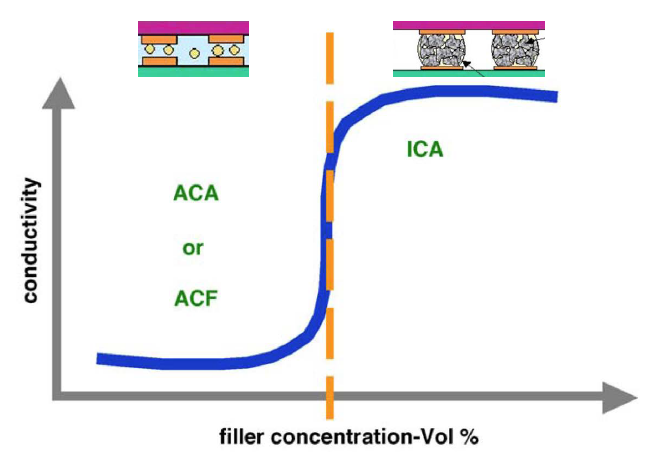 ICA
ACA
or
ACF
conductivity
filler concentration-Vol %